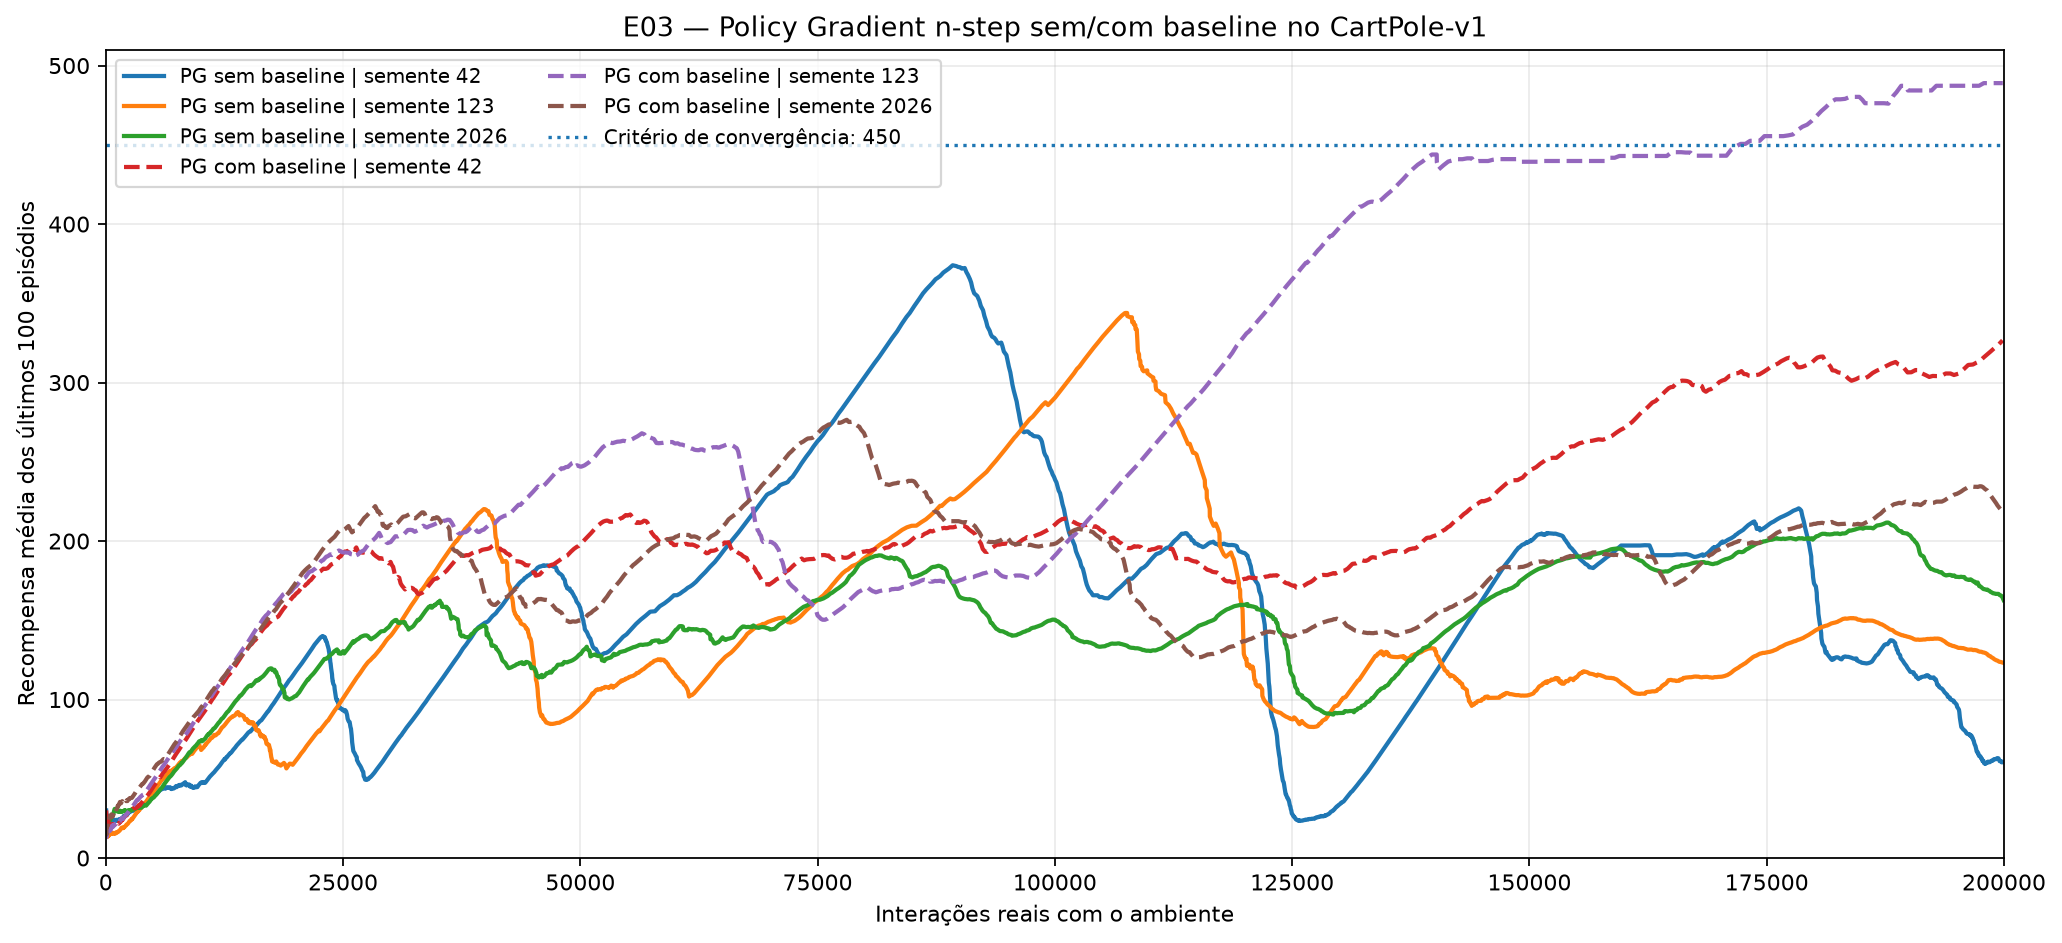 E03 — Policy Gradient n-step sem/com baseline no CartPole-v1
Recompensa média dos últimos 100 episódios
500
400
300
200
100
0
PG sem baseline | semente 42
PG sem baseline | semente 123
PG sem baseline | semente 2026
PG com baseline | semente 42
PG com baseline | semente 123
PG com baseline | semente 2026
Critério de convergência: 450
0 25000 50000 75000 100000 125000 150000 175000 200000
Interações reais com o ambiente